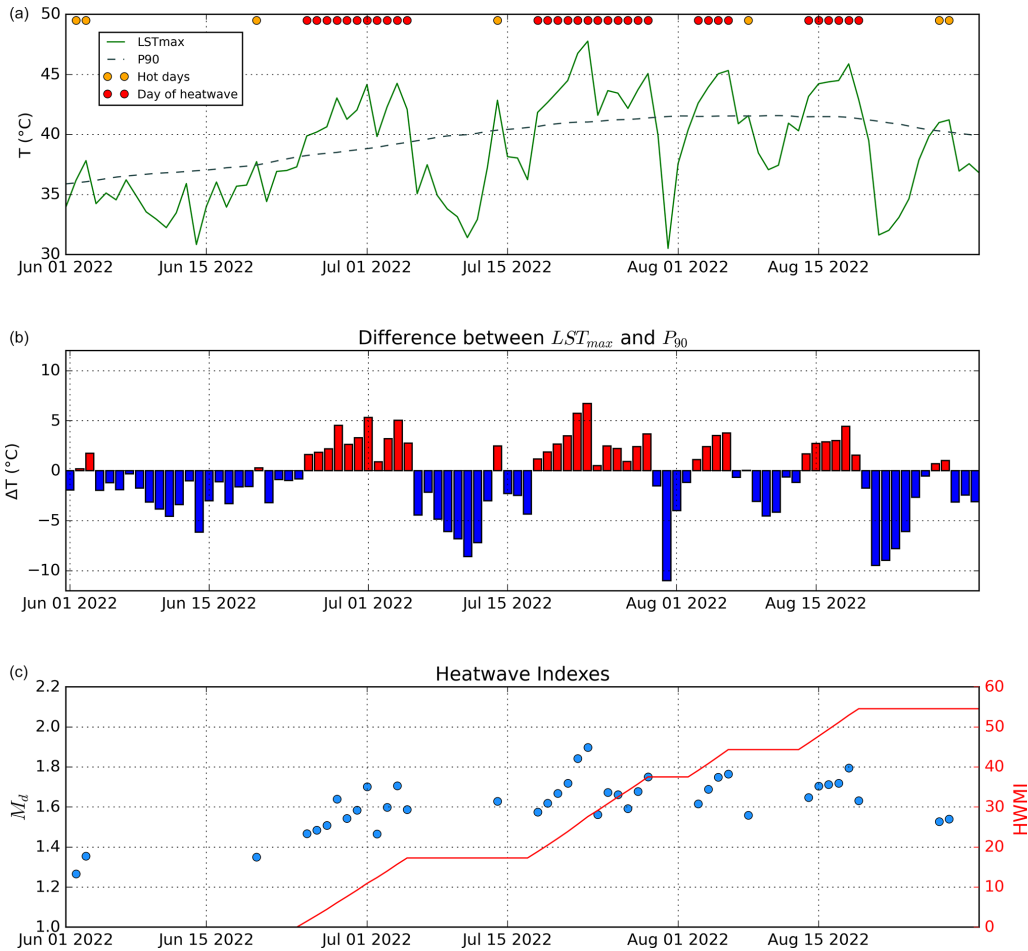 (a)
50
45
40
35
30
T (°C)
LSTmax
P90
Hot days
Day of heatwave
Jun 01 2022 Jun 15 2022 Jul 01 2022 Jul 15 2022 Aug 01 2022 Aug 15 2022
(b)
Difference between LST_max and P_90
10
5
0
−5
−10
ΔT (°C)
Jun 01 2022 Jun 15 2022 Jul 01 2022 Jul 15 2022 Aug 01 2022 Aug 15 2022
(c)
Heatwave Indexes
2.2
2.0
1.8
1.6
1.4
1.2
1.0
M_d
60
50
40
30
20
10
0
HWMI
Jun 01 2022 Jun 15 2022 Jul 01 2022 Jul 15 2022 Aug 01 2022 Aug 15 2022